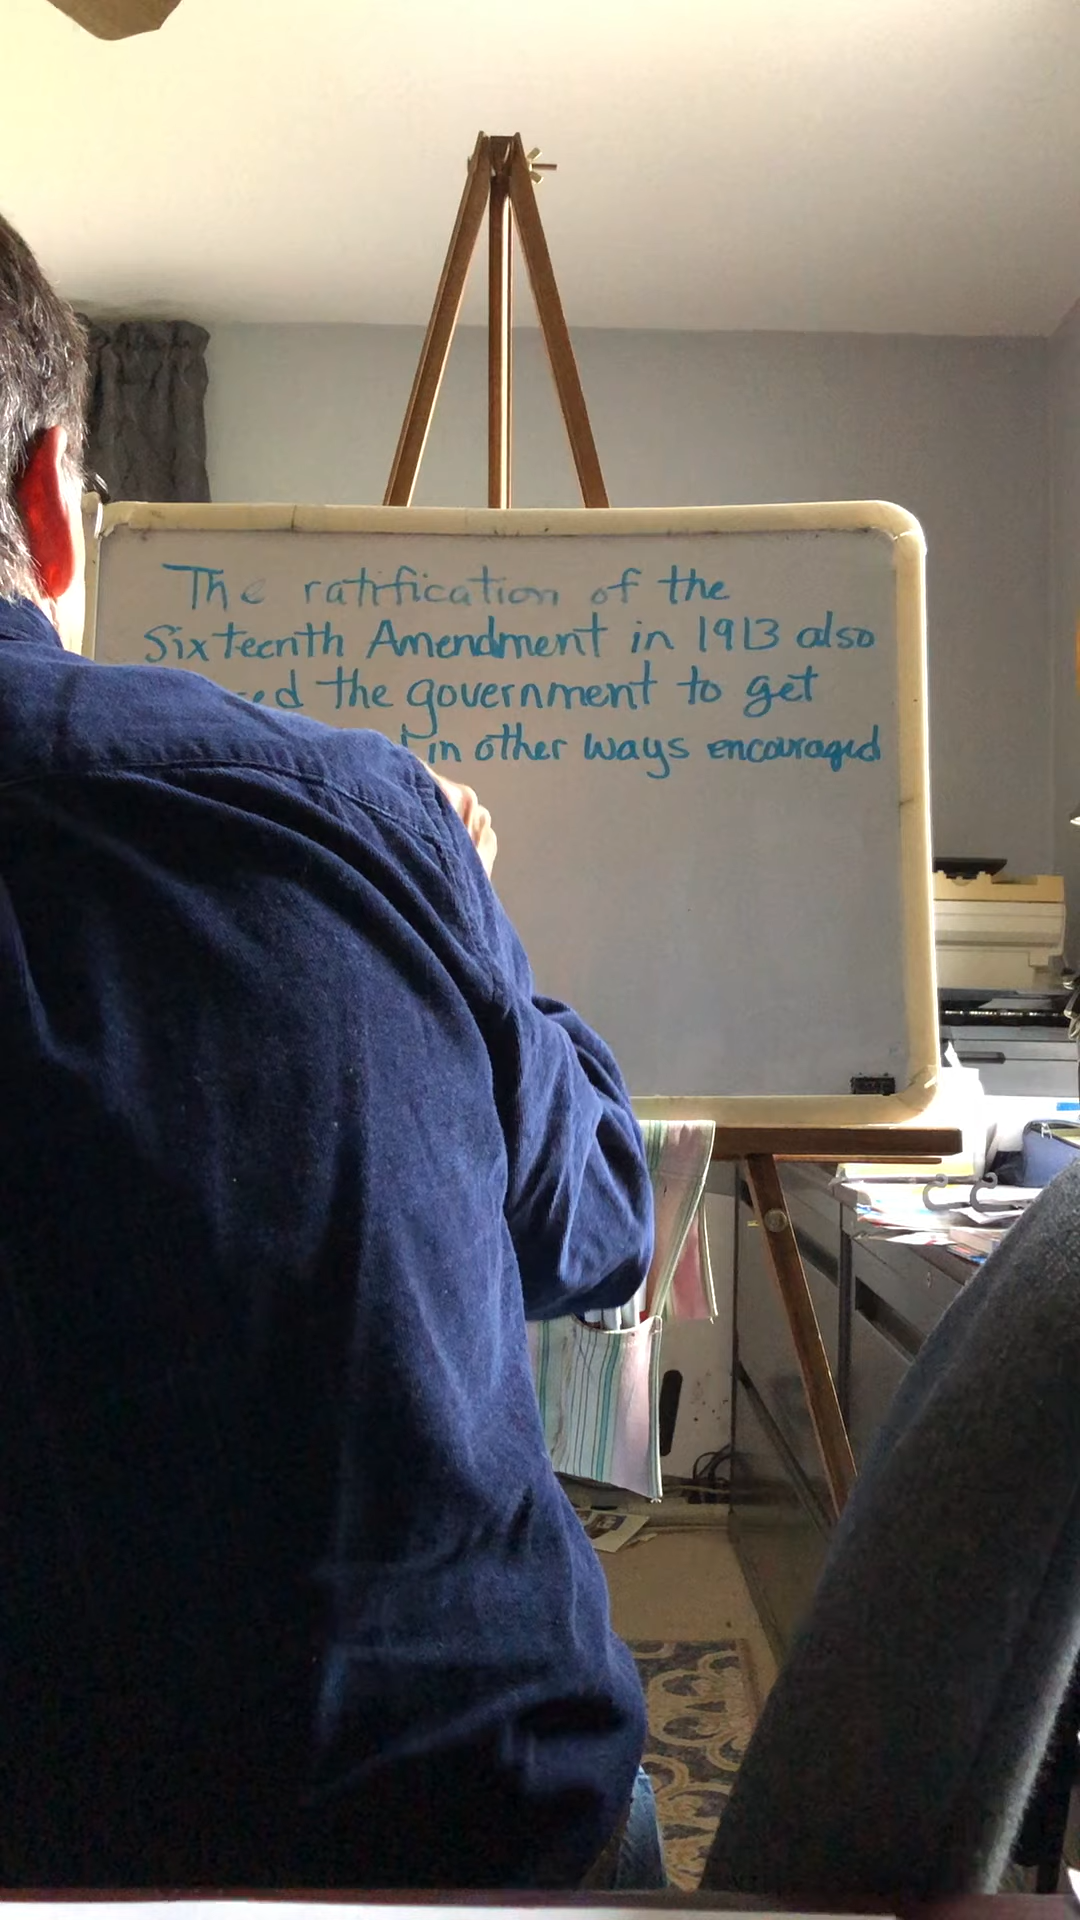 The ratification of the
Sixteenth Amendment in 1913 also
the government to get
in other ways encouraged